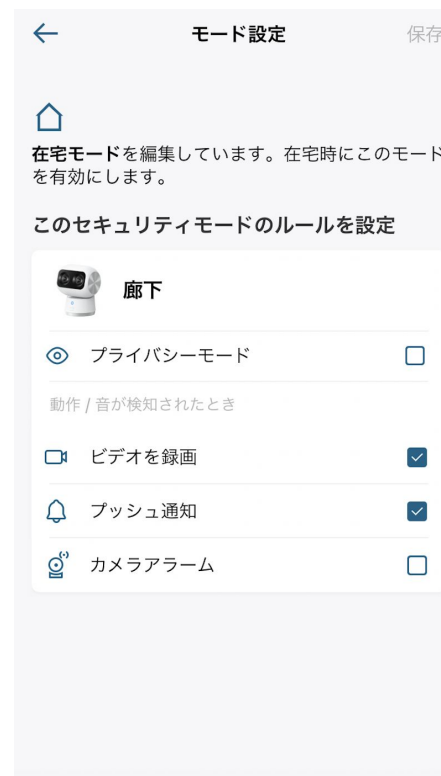 モード設定
保存
在宅モードを編集しています。在宅時にこのモード
を有効にします。
このセキュリティモードのルールを設定
廊下
プライバシーモード
動作 / 音が検知されたとき
ビデオを録画
プッシュ通知
カメラアラーム